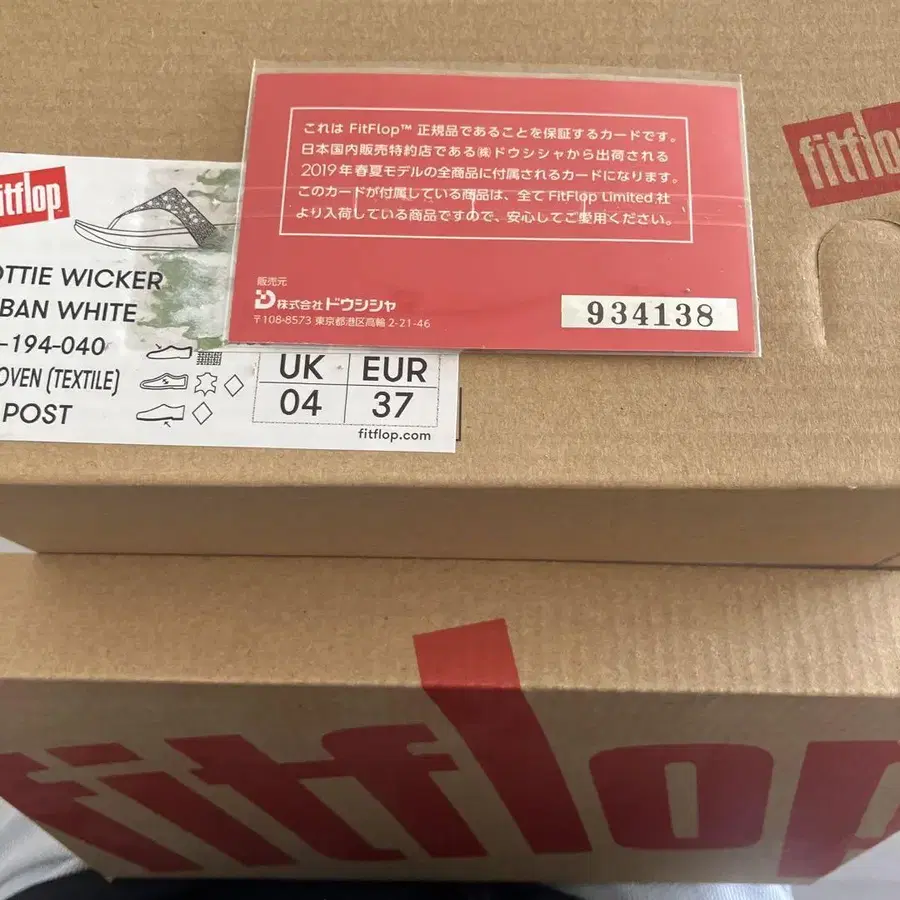 これは FitFlop™ 正規品であることを保証するカードです。
日本国内販売特約店である㈱ドウシシャから出荷される
2019年春夏モデルの全商品に付属されるカードになります。
このカードが付属している商品は、全て FitFlop Limited 社
より入荷している商品ですので、安心してご愛用ください。
販売元
株式会社ドウシシャ
〒108-8573 東京都港区高輪 2-21-46
934138
fitflop
itflop
OTTIE WICKER
BAN WHITE
-194-040
OVEN (TEXTILE)
POST
UK EUR
04 37
fitflop.com
fitflop